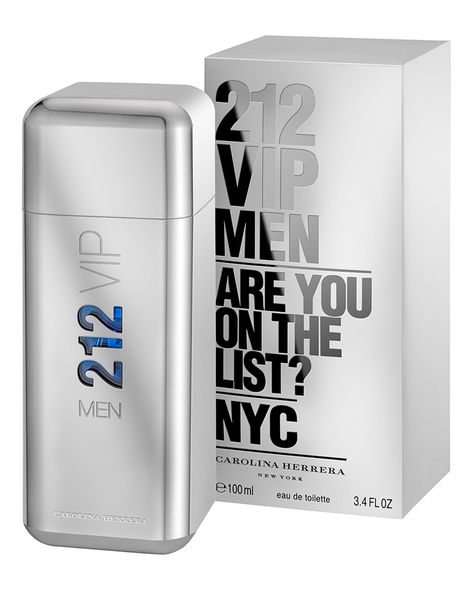 212 VIP
MEN
CAROLINA HERRERA
212
VIP
MEN
ARE YOU
ON THE
LIST?
NYC
CAROLINA HERRERA
NEW YORK
℮100ml
eau de toilette
3.4 FL OZ